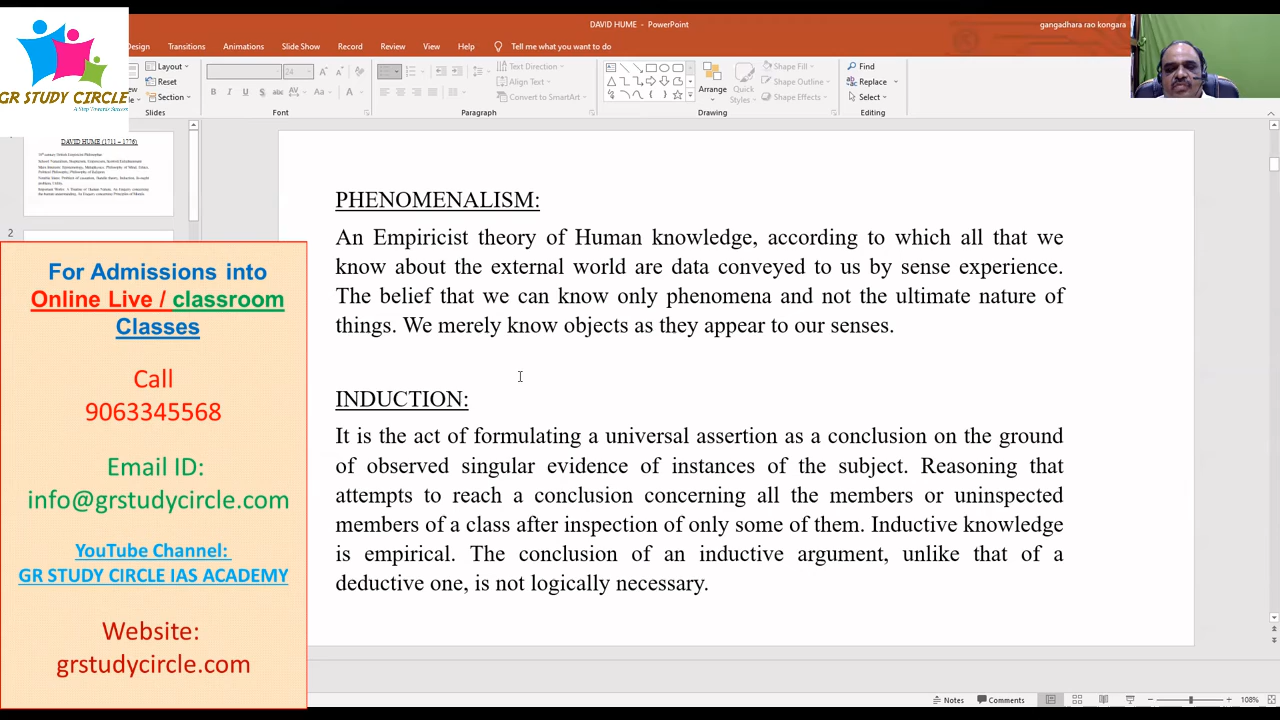 DAVID HUME - PowerPoint
gangadhara rao kongara
Design Transitions Animations Slide Show Record Review View Help Tell me what you want to do
GR STUDY CIRCLE
A Step Towards Success
Layout
Reset
Section
Slides
Font
Text Direction
Align Text
Convert to SmartArt
Paragraph
Arrange
Quick
Styles
Shape Fill
Shape Outline
Shape Effects
Drawing
Find
Replace
Select
Editing
DAVID HUME (1711 – 1776)
2
For Admissions into
Online Live / classroom
Classes
Call
9063345568
Email ID:
info@grstudycircle.com
YouTube Channel:
GR STUDY CIRCLE IAS ACADEMY
Website:
grstudycircle.com
PHENOMENALISM:
An Empiricist theory of Human knowledge, according to which all that we
know about the external world are data conveyed to us by sense experience.
The belief that we can know only phenomena and not the ultimate nature of
things. We merely know objects as they appear to our senses.
INDUCTION:
It is the act of formulating a universal assertion as a conclusion on the ground
of observed singular evidence of instances of the subject. Reasoning that
attempts to reach a conclusion concerning all the members or uninspected
members of a class after inspection of only some of them. Inductive knowledge
is empirical. The conclusion of an inductive argument, unlike that of a
deductive one, is not logically necessary.
Notes Comments 108%